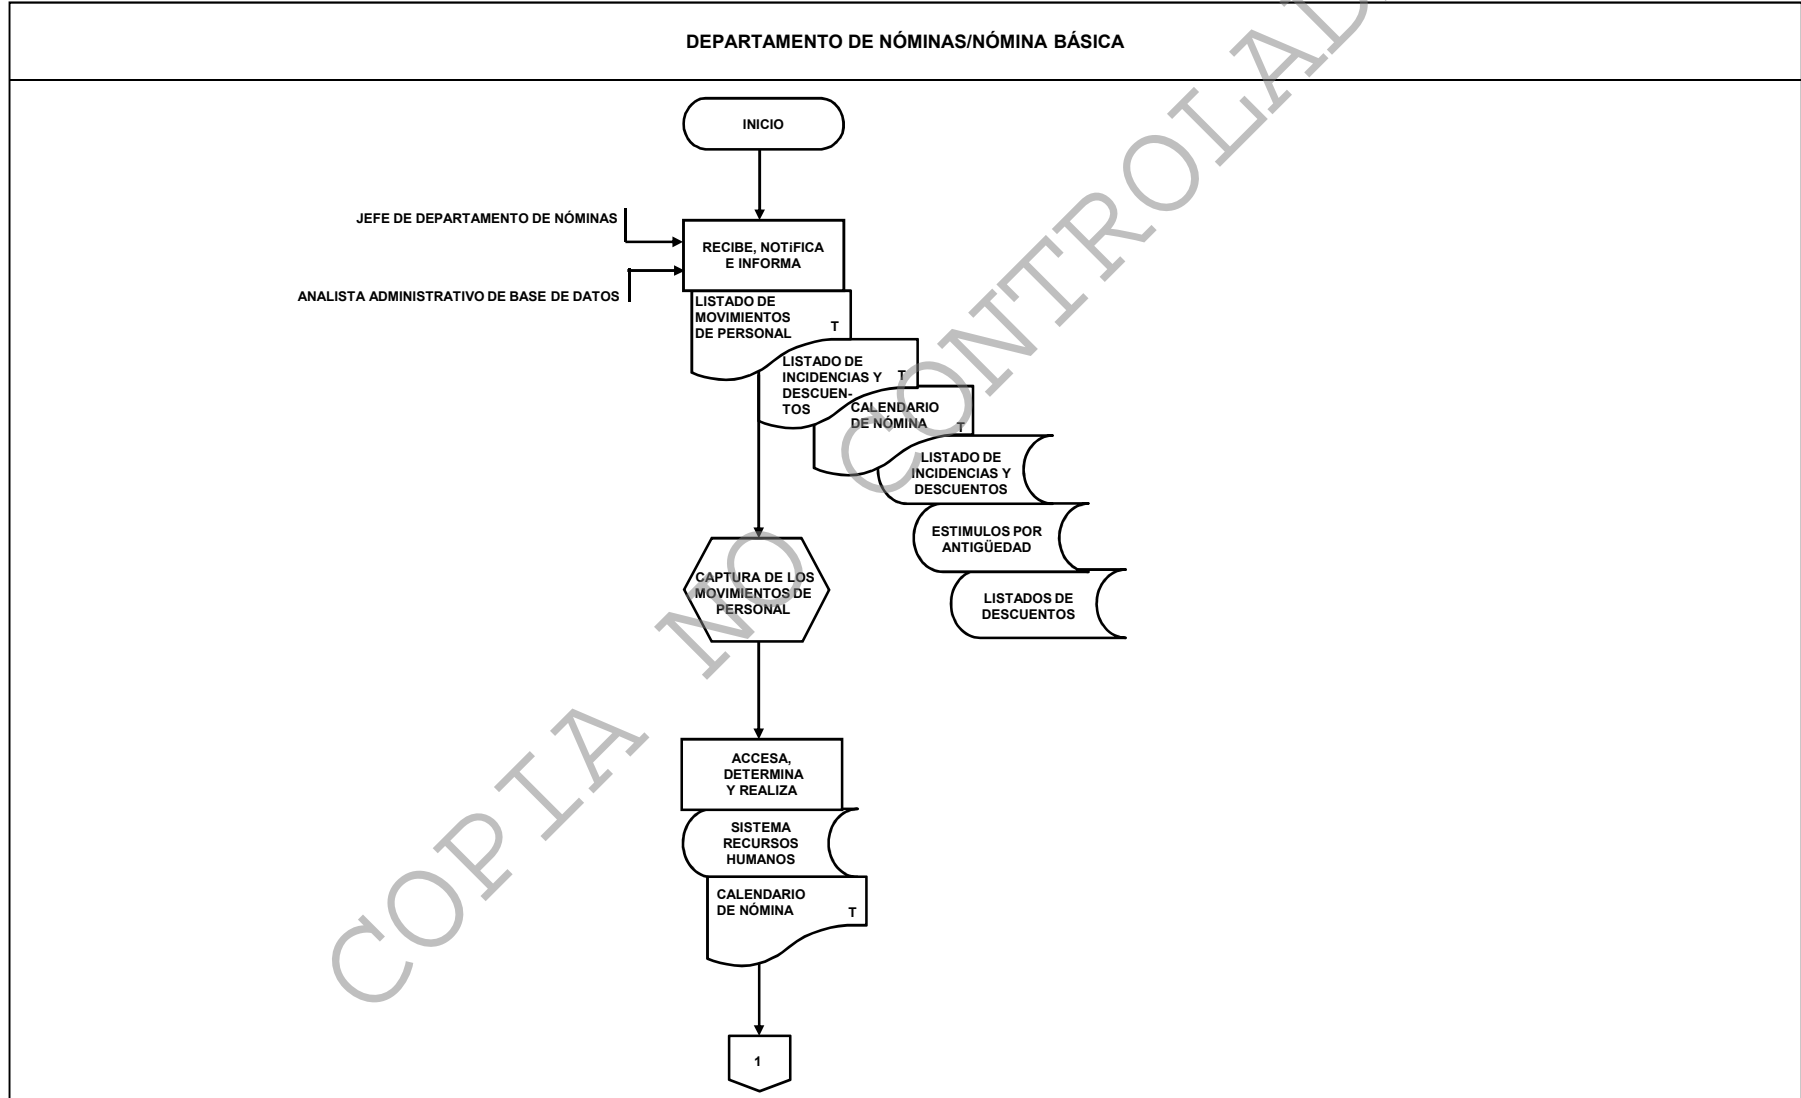 DEPARTAMENTO DE NÓMINAS/NÓMINA BÁSICA
INICIO
JEFE DE DEPARTAMENTO DE NÓMINAS
RECIBE, NOTiFICA
E INFORMA
ANALISTA ADMINISTRATIVO DE BASE DE DATOS
LISTADO DE
MOVIMIENTOS
DE PERSONAL
T
LISTADO DE
INCIDENCIAS Y
DESCUEN-
TOS
T
CALENDARIO
DE NÓMINA
T
LISTADO DE
INCIDENCIAS Y
DESCUENTOS
ESTIMULOS POR
ANTIGÜEDAD
LISTADOS DE
DESCUENTOS
CAPTURA DE LOS
MOVIMIENTOS DE
PERSONAL
ACCESA,
DETERMINA
Y REALIZA
SISTEMA
RECURSOS
HUMANOS
CALENDARIO
DE NÓMINA
T
1
COPIA NO CONTROLAD